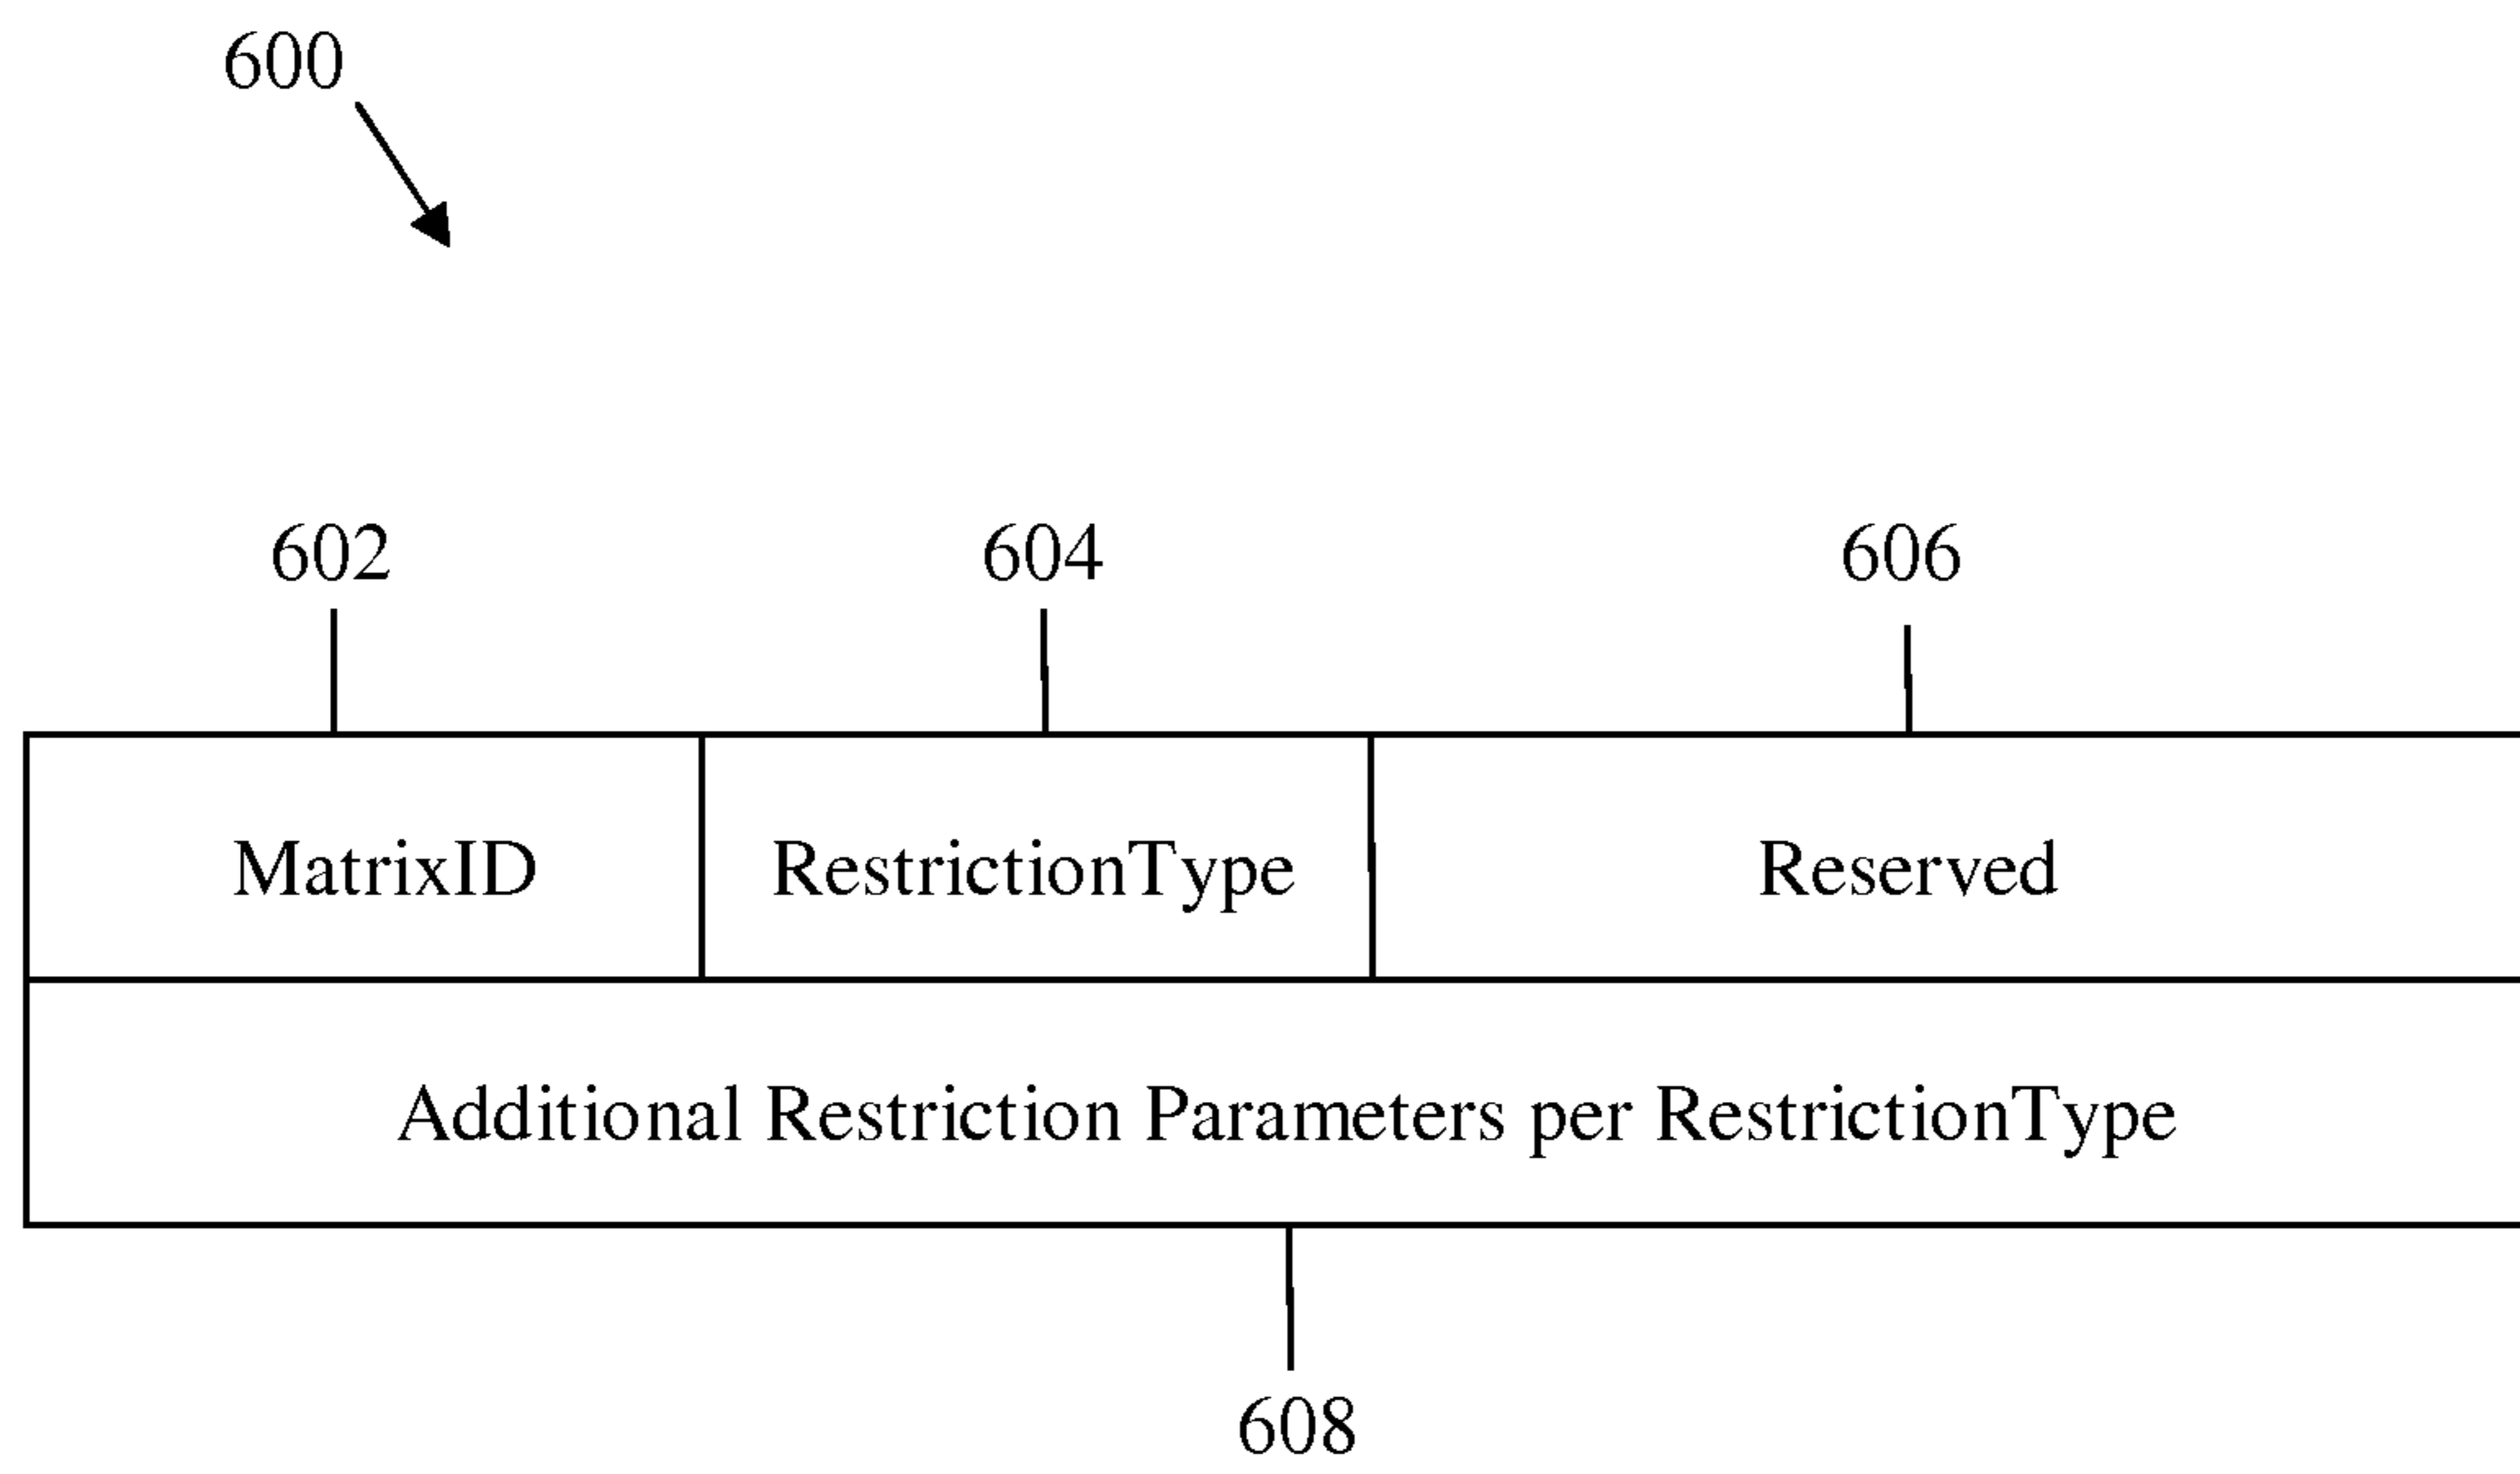 600
602 604 606
MatrixID RestrictionType Reserved
Additional Restriction Parameters per RestrictionType
608